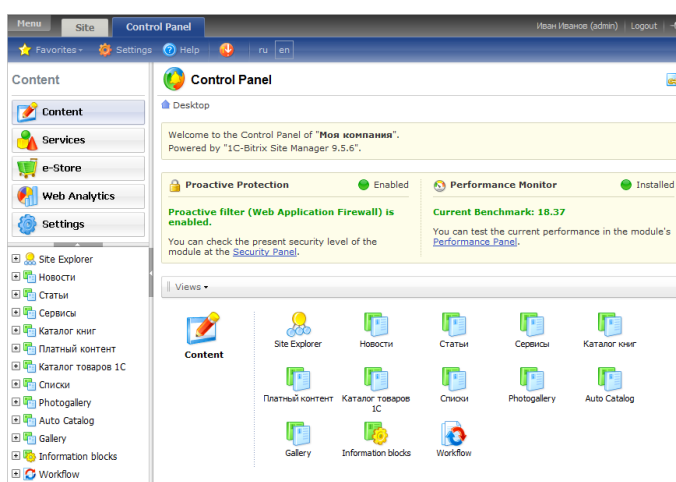 Menu Site Control Panel Иван Иванов (admin) Logout
Favorites Settings Help ru en
Content
Control Panel
Desktop
Content
Services
e-Store
Web Analytics
Settings
Welcome to the Control Panel of "Моя компания".
Powered by "1C-Bitrix Site Manager 9.5.6".
Proactive Protection Enabled
Proactive filter (Web Application Firewall) is
enabled.
You can check the present security level of the
module at the Security Panel.
Performance Monitor Installed
Current Benchmark: 18.37
You can test the current performance in the module's
Performance Panel.
Site Explorer
Новости
Статьи
Сервисы
Каталог книг
Платный контент
Каталог товаров 1С
Списки
Photogallery
Auto Catalog
Gallery
Information blocks
Workflow
Views
Content
Site Explorer Новости Статьи Сервисы Каталог книг
Платный контент Каталог товаров
1С
Списки Photogallery Auto Catalog
Gallery Information blocks Workflow